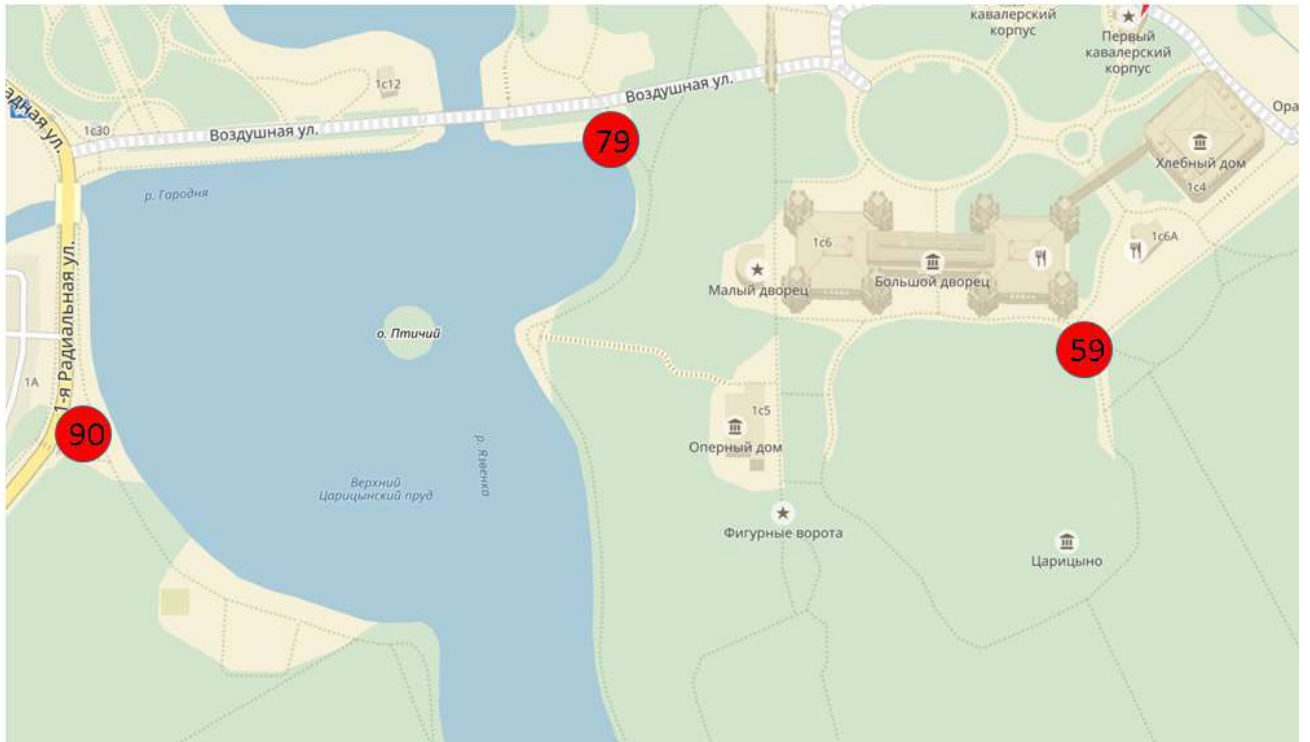 кавалерский
корпус
Первый
кавалерский
корпус
1с12
Воздушная ул.
79
1с30
Воздушная ул.
Хлебный дом
1с4
р. Городня
1с6
1с6А
Малый дворец
Большой дворец
о. Птичий
59
1-я Радиальная ул.
1А
1с5
90
Оперный дом
р. Язвенка
Верхний
Царицынский пруд
Фигурные ворота
Царицыно